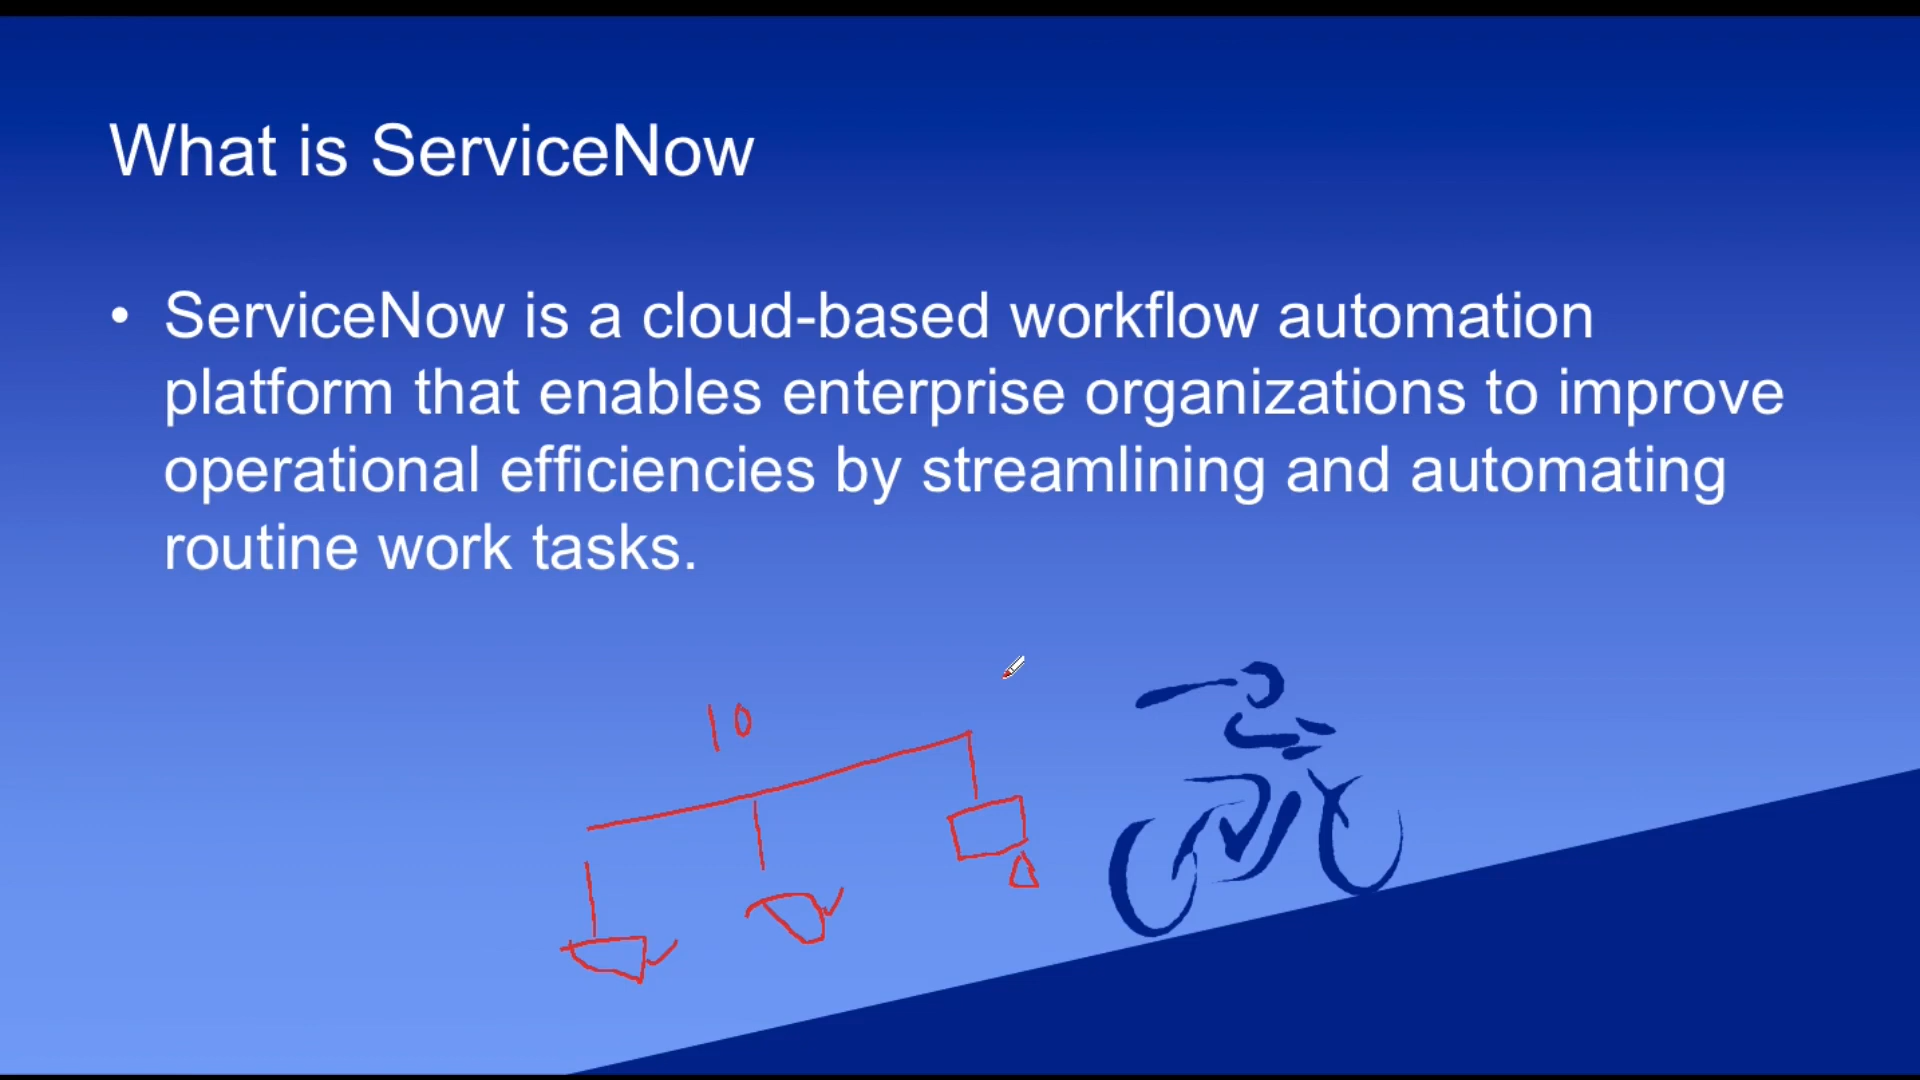 What is ServiceNow
• ServiceNow is a cloud-based workflow automation
platform that enables enterprise organizations to improve
operational efficiencies by streamlining and automating
routine work tasks.
10